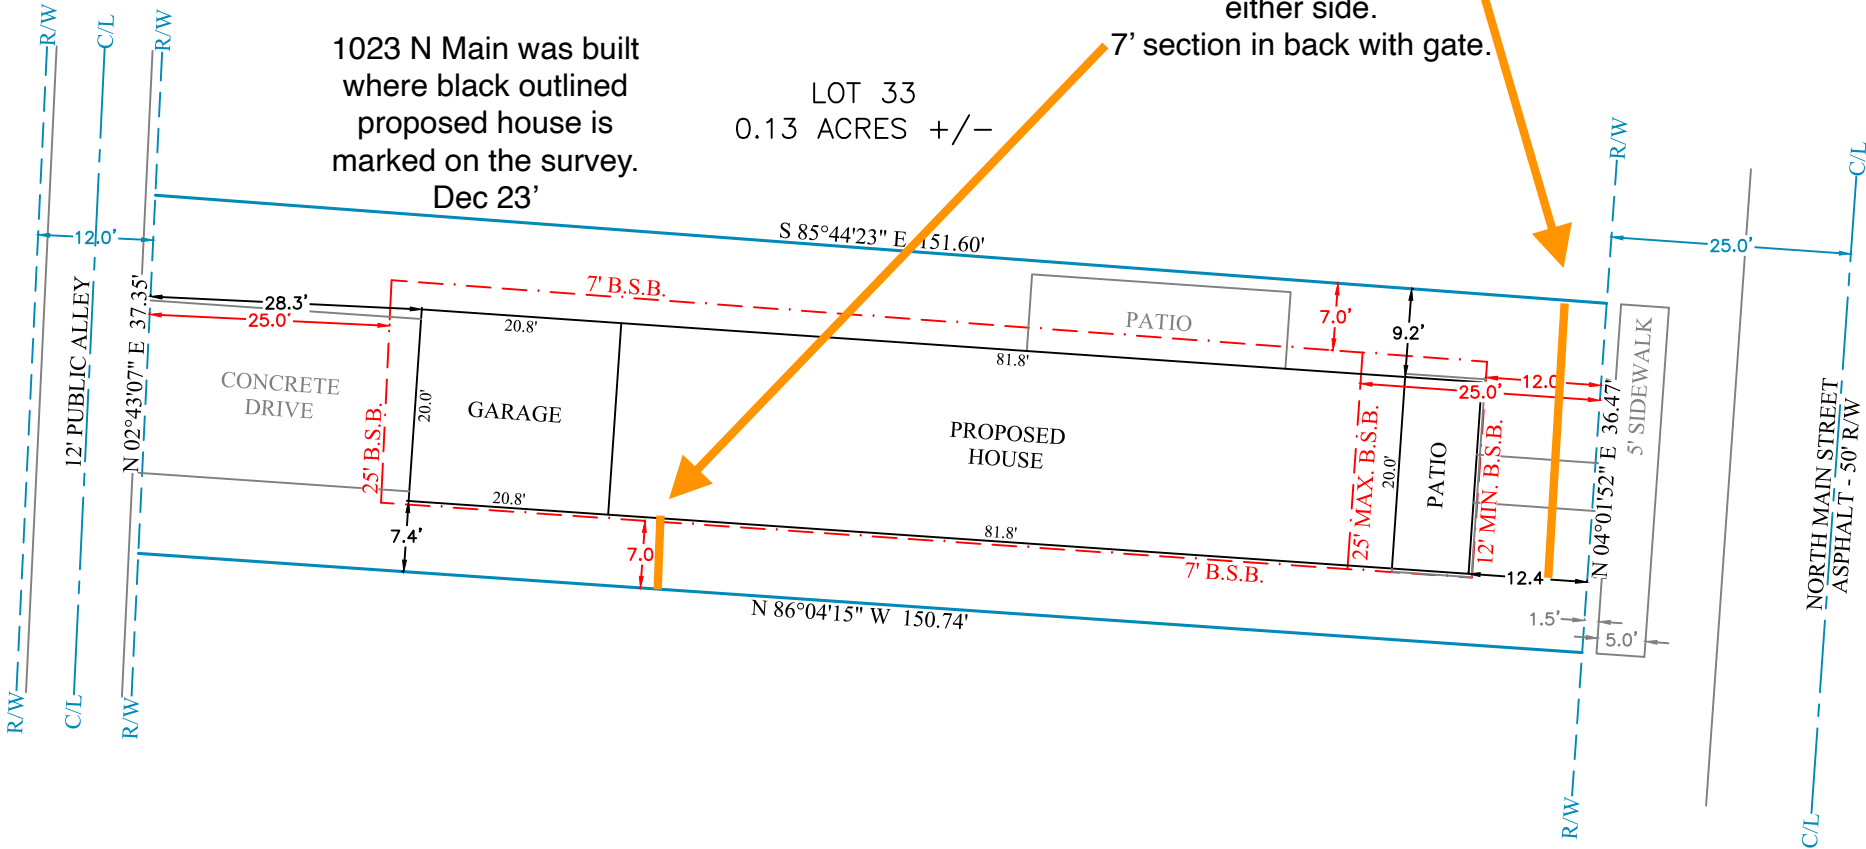 either side.
7’ section in back with gate.
1023 N Main was built
where black outlined
proposed house is
marked on the survey.
Dec 23’
LOT 33
0.13 ACRES +/-
R/W
C/L
R/W
R/W
C/L
12.0'
25.0'
S 85°44'23" E 151.60'
12' PUBLIC ALLEY
N 02°43'07" E 37.35'
28.3'
25.0'
7' B.S.B.
20.8'
PATIO
7.0'
9.2'
81.8'
12.0
25.0'
CONCRETE
DRIVE
25' B.S.B.
20.0'
GARAGE
PROPOSED
HOUSE
25' MAX. B.S.B.
20.0'
PATIO
12' MIN. B.S.B.
N 04°01'52" E 36.47'
5' SIDEWALK
NORTH MAIN STREET
ASPHALT - 50' R/W
20.8'
7.4'
7.0
81.8'
7' B.S.B.
12.4
N 86°04'15" W 150.74'
1.5'
5.0'
R/W
C/L
R/W
R/W
C/L